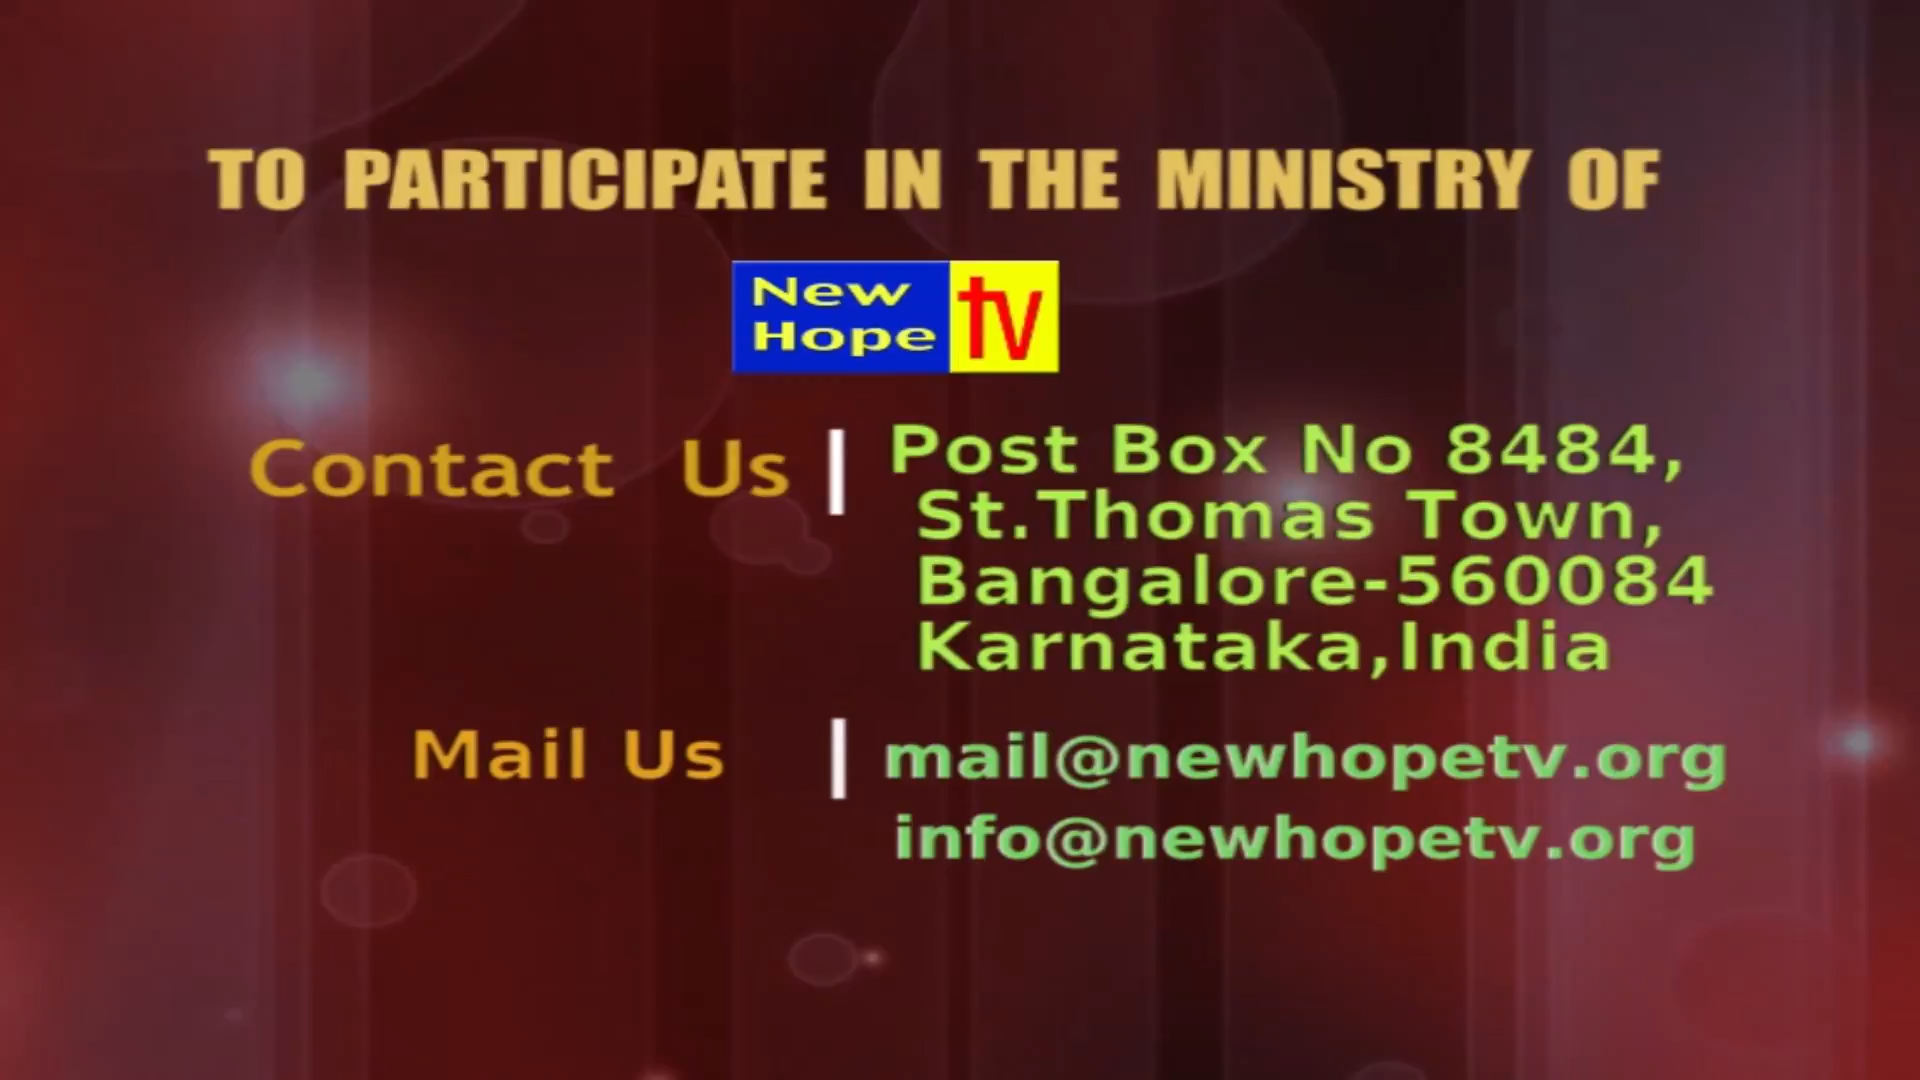 TO PARTICIPATE IN THE MINISTRY OF
New
Hope
tv
Contact Us
Post Box No 8484,
St.Thomas Town,
Bangalore-560084
Karnataka,India
Mail Us
mail@newhopetv.org
info@newhopetv.org